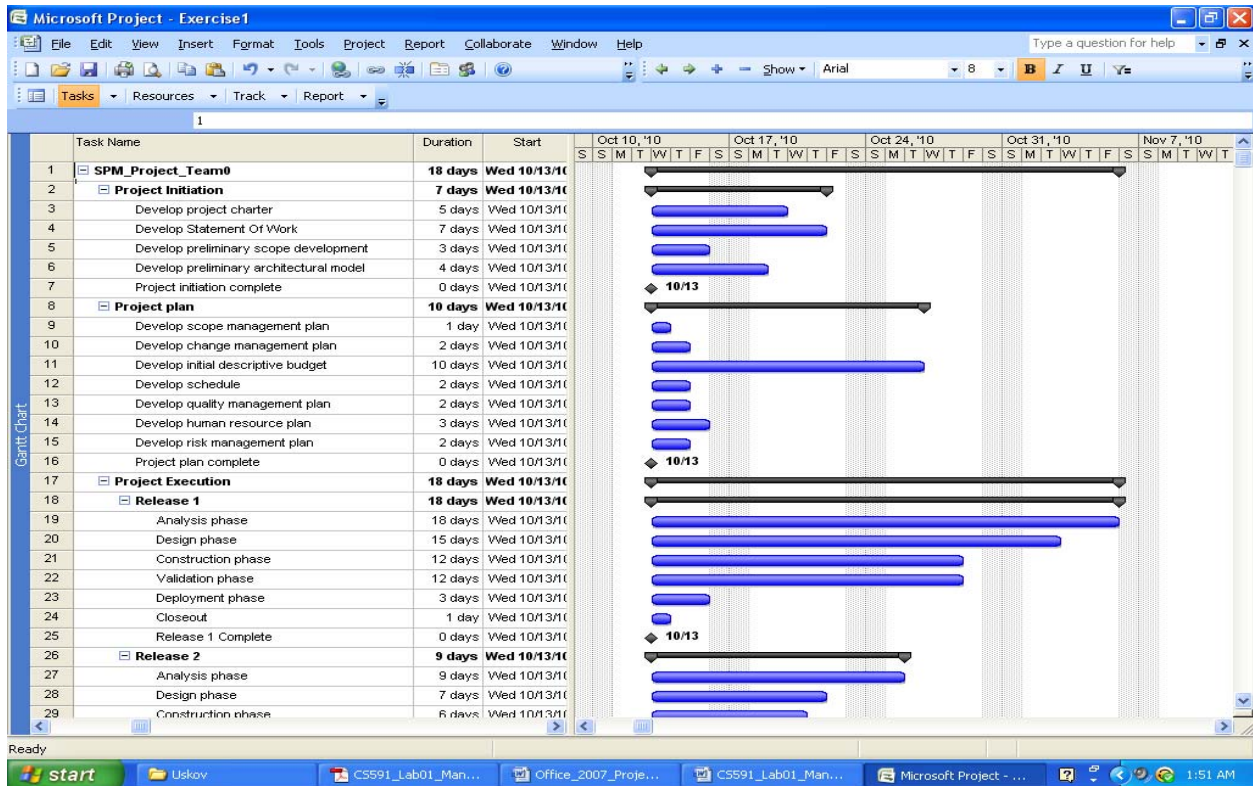 Microsoft Project - Exercise1
File Edit View Insert Format Tools Project Report Collaborate Window Help Type a question for help
Show Arial 8 B I U
Tasks Resources Track Report
1
Task Name Duration Start Oct 10, '10 Oct 17, '10 Oct 24, '10 Oct 31, '10 Nov 7, '10
S S M T W T F S S M T W T F S S M T W T F S S M T W T F S S M T W T
1 SPM_Project_Team0 18 days Wed 10/13/10
2 Project Initiation 7 days Wed 10/13/10
3 Develop project charter 5 days Wed 10/13/10
4 Develop Statement Of Work 7 days Wed 10/13/10
5 Develop preliminary scope development 3 days Wed 10/13/10
6 Develop preliminary architectural model 4 days Wed 10/13/10
7 Project initiation complete 0 days Wed 10/13/10 10/13
8 Project plan 10 days Wed 10/13/10
9 Develop scope management plan 1 day Wed 10/13/10
10 Develop change management plan 2 days Wed 10/13/10
11 Develop initial descriptive budget 10 days Wed 10/13/10
12 Develop schedule 2 days Wed 10/13/10
13 Develop quality management plan 2 days Wed 10/13/10
14 Develop human resource plan 3 days Wed 10/13/10
15 Develop risk management plan 2 days Wed 10/13/10
16 Project plan complete 0 days Wed 10/13/10 10/13
17 Project Execution 18 days Wed 10/13/10
18 Release 1 18 days Wed 10/13/10
19 Analysis phase 18 days Wed 10/13/10
20 Design phase 15 days Wed 10/13/10
21 Construction phase 12 days Wed 10/13/10
22 Validation phase 12 days Wed 10/13/10
23 Deployment phase 3 days Wed 10/13/10
24 Closeout 1 day Wed 10/13/10
25 Release 1 Complete 0 days Wed 10/13/10 10/13
26 Release 2 9 days Wed 10/13/10
27 Analysis phase 9 days Wed 10/13/10
28 Design phase 7 days Wed 10/13/10
29 Construction phase 6 days Wed 10/13/10
Gantt Chart
Ready
start Uskov CS591_Lab01_Man... Office_2007_Proje... CS591_Lab01_Man... Microsoft Project - ... 1:51 AM